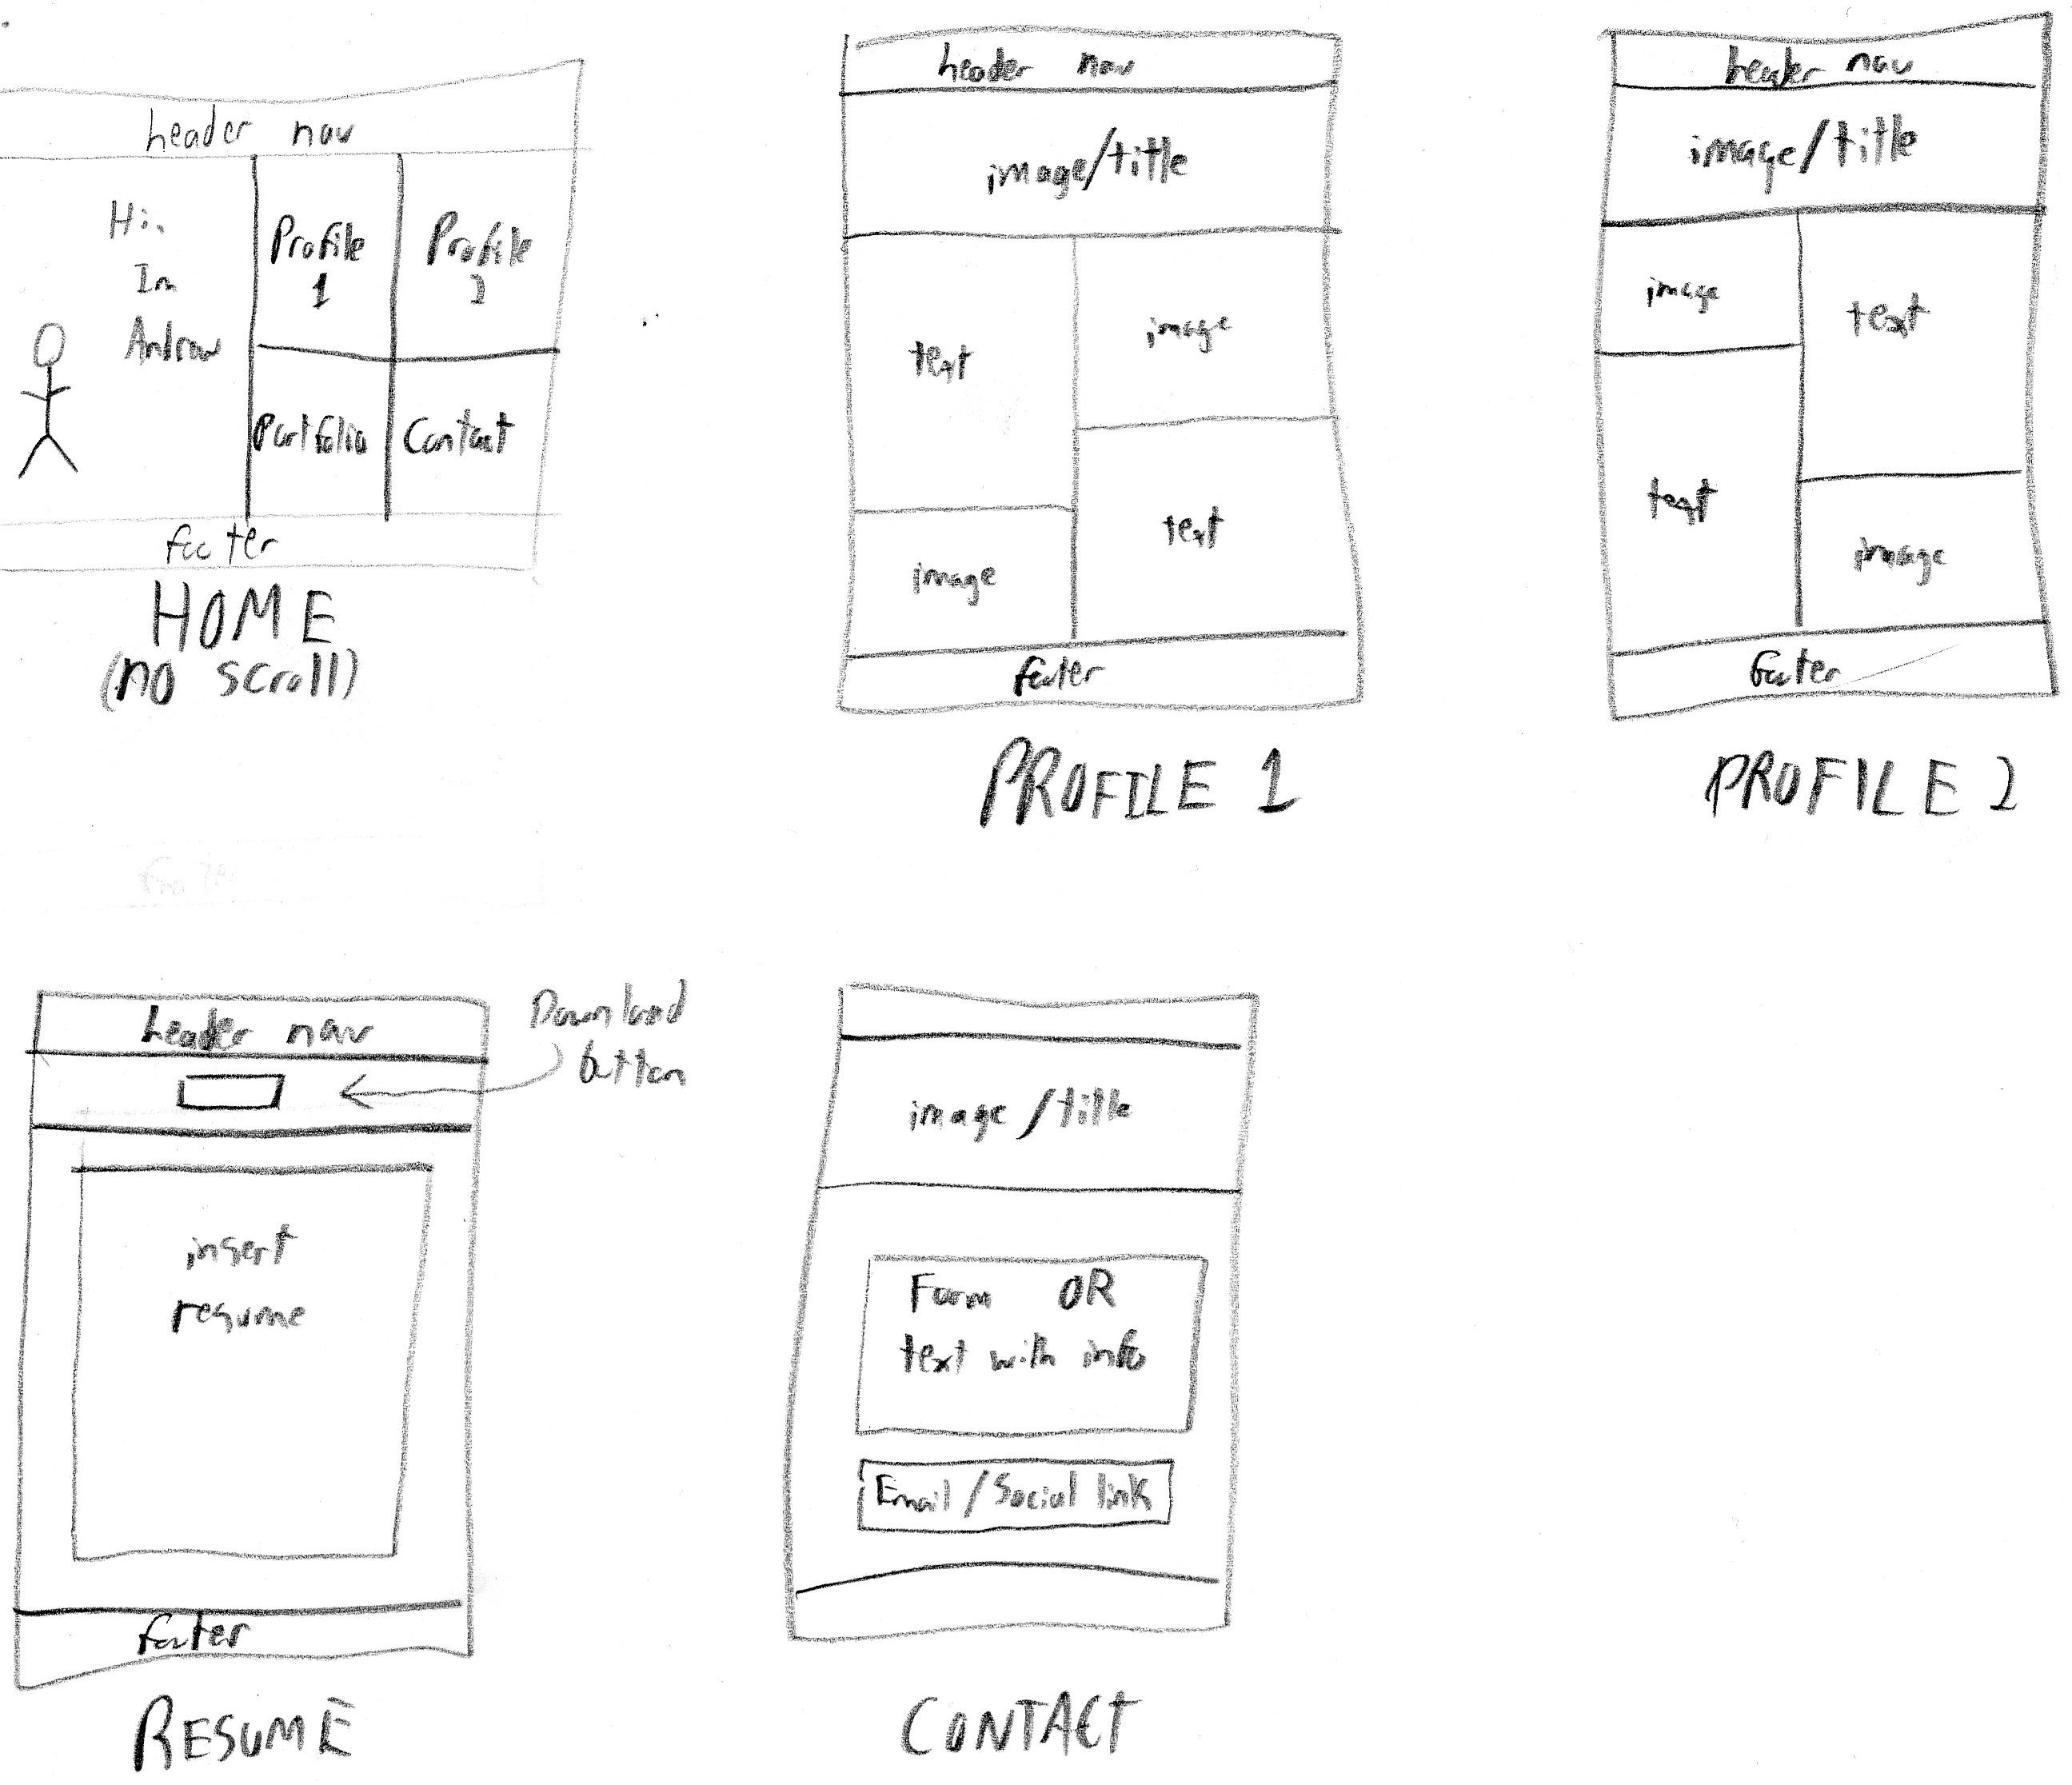 header nav
Hi,
Im
Andrew
Profile
1
Profile
2
Portfolio
Contact
footer
HOME
(no scroll)
header nav
image/title
text
image
image
text
footer
PROFILE 1
header nav
image/title
image
text
text
image
footer
PROFILE 2
header nav
Download
button
insert
resume
footer
RESUME
image/title
Form OR
text with info
Email/Social link
CONTACT